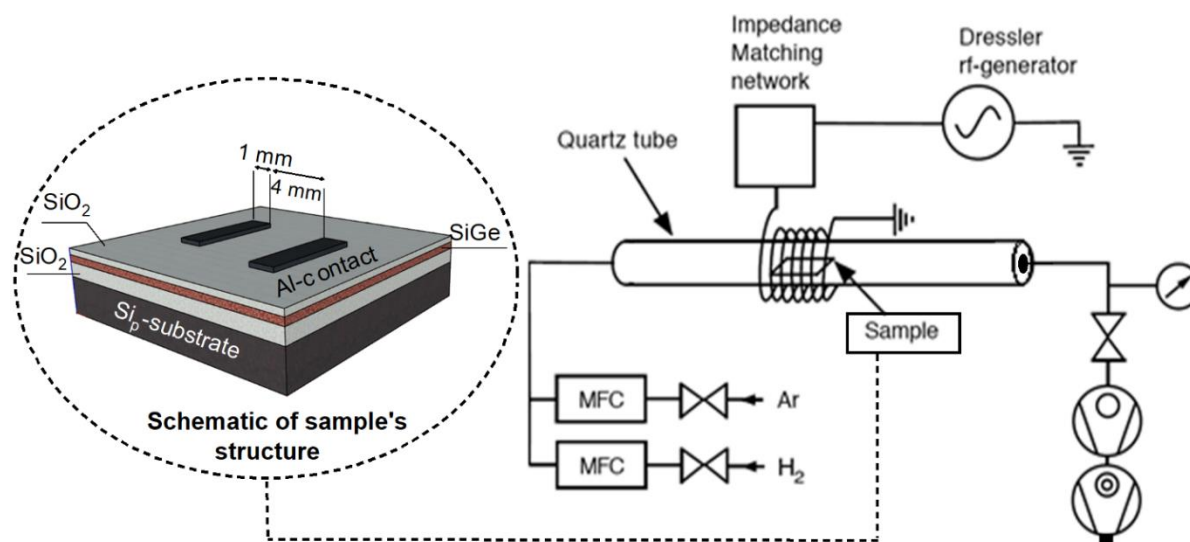 1 mm
4 mm
SiO₂
SiO₂
SiGe
Al-contact
Siₚ-substrate
Schematic of sample's
structure
Impedance
Matching
network
Dressler
rf-generator
Quartz tube
Sample
MFC
Ar
MFC
H₂